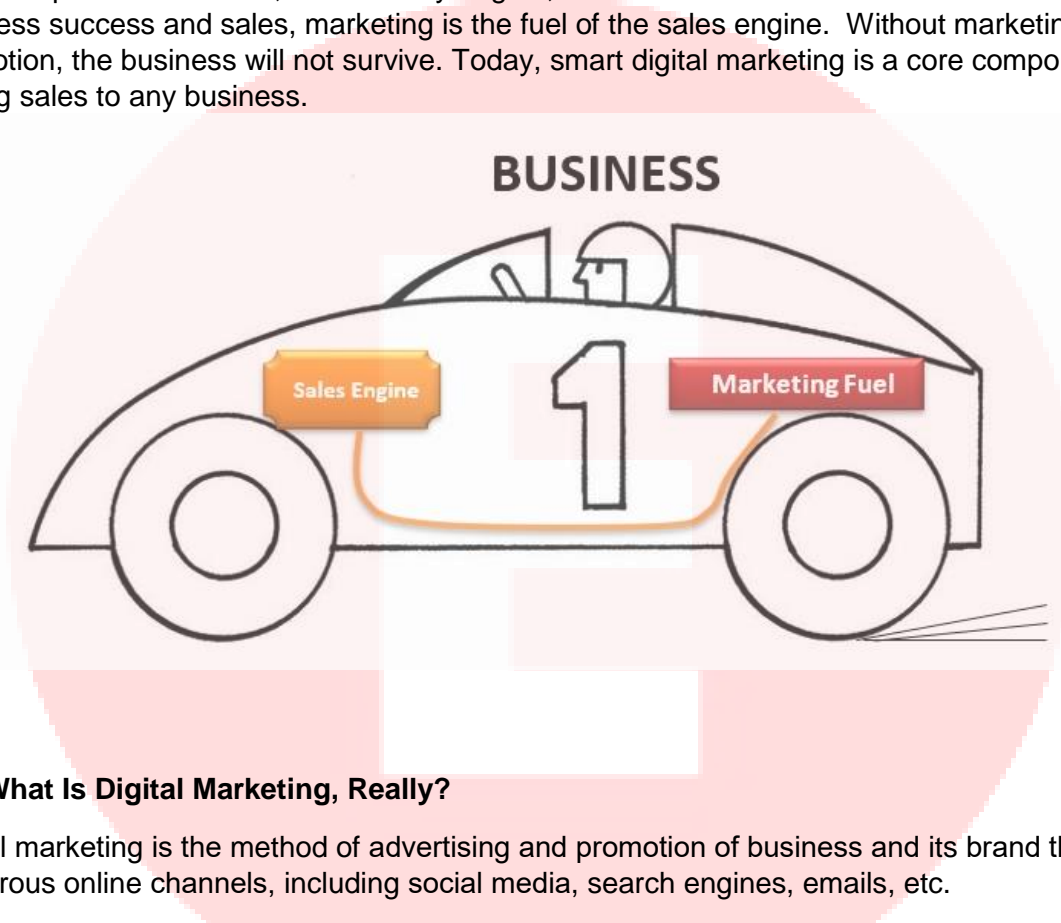 ess success and sales, marketing is the fuel of the sales engine. Without marketin
otion, the business will not survive. Today, smart digital marketing is a core compo
g sales to any business.
BUSINESS
Sales Engine
1
Marketing Fuel
What Is Digital Marketing, Really?
l marketing is the method of advertising and promotion of business and its brand th
rous online channels, including social media, search engines, emails, etc.